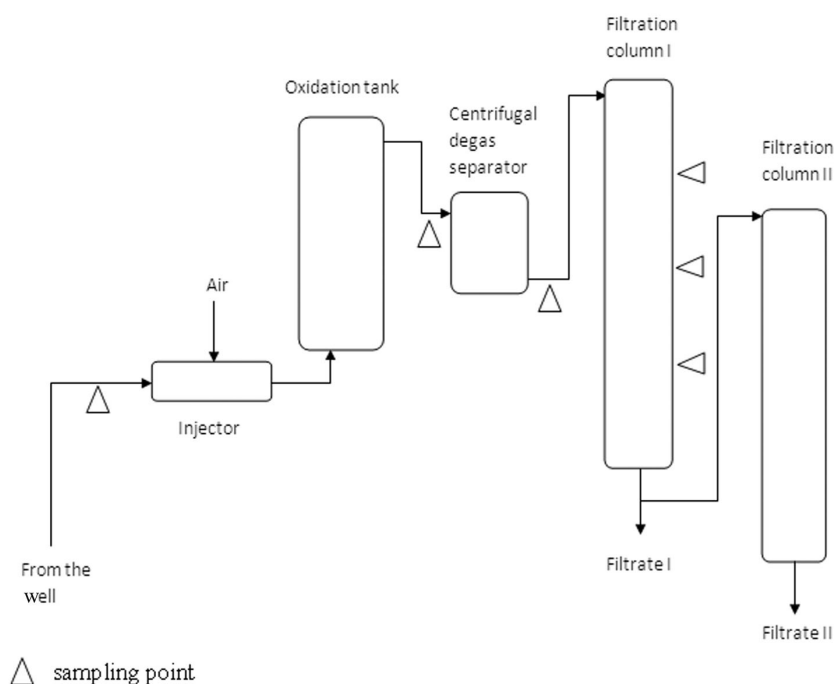 Filtration
column I
Oxidation tank
Centrifugal
degas
separator
Filtration
column II
Air
Injector
From the
well
Filtrate I
Filtrate II
sampling point